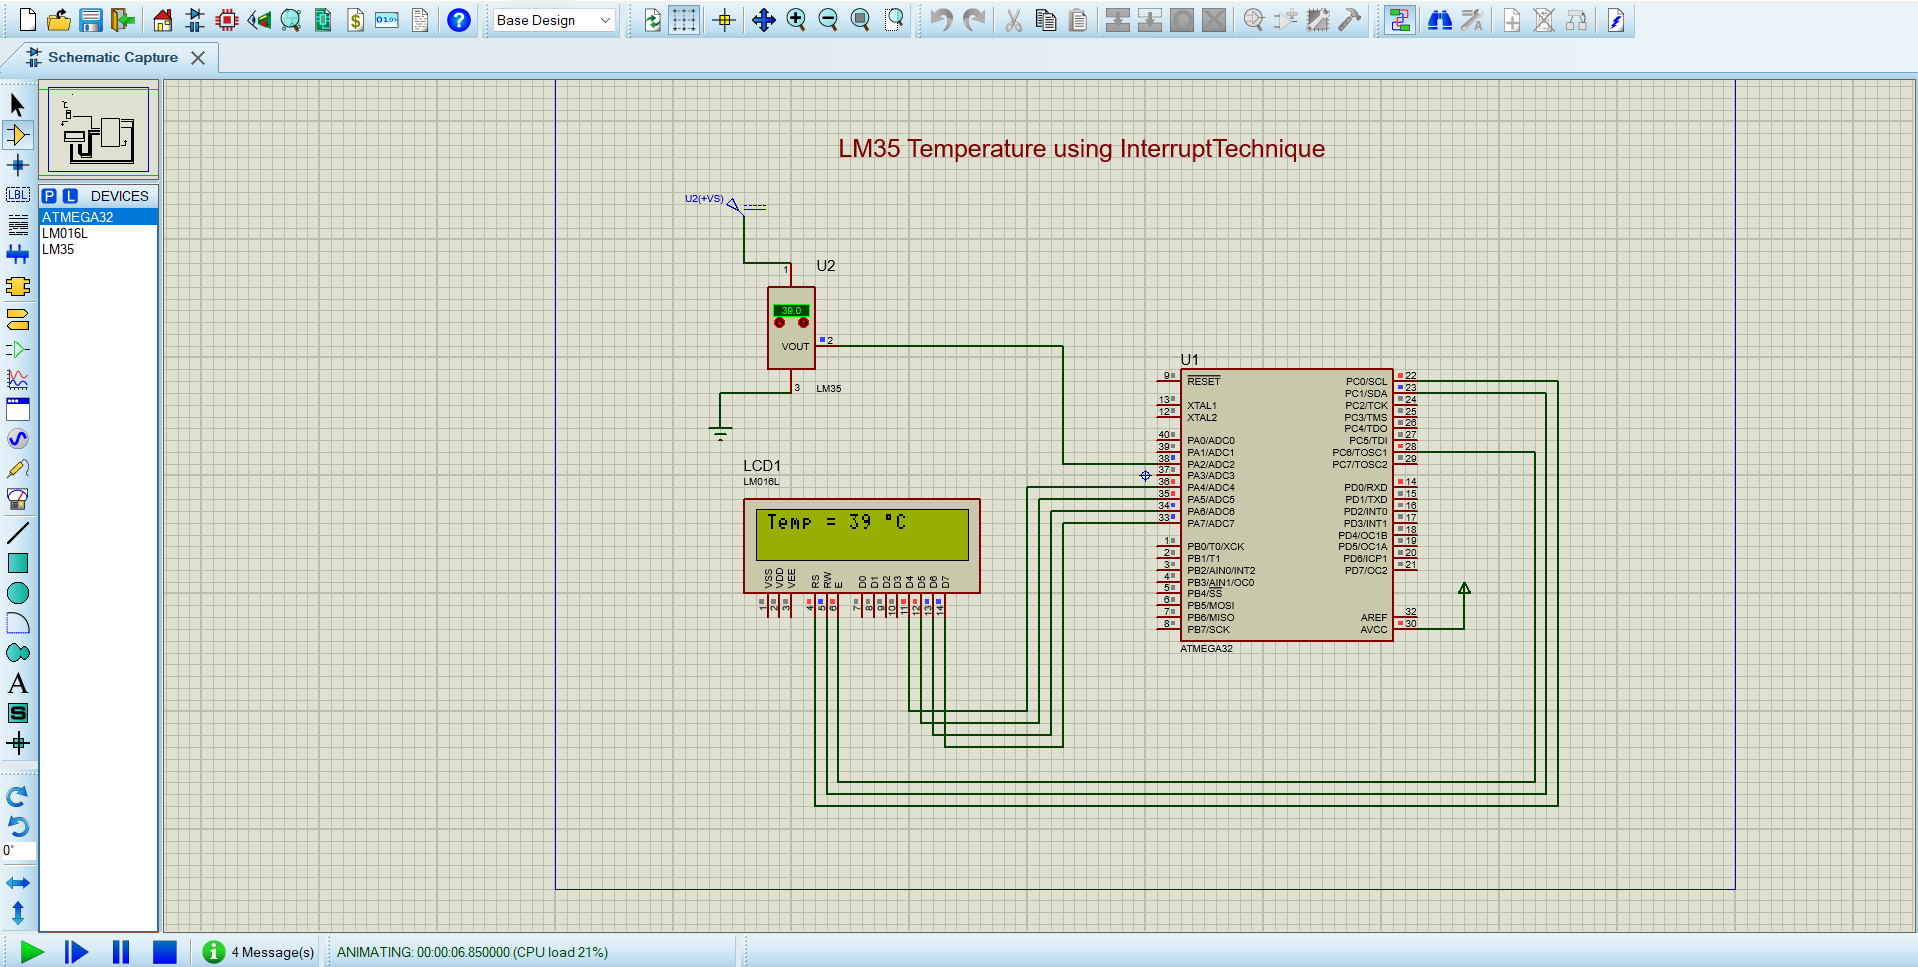 Base Design
Schematic Capture
P L DEVICES
ATMEGA32
LM016L
LM35
LBL
A
S
0°
LM35 Temperature using InterruptTechnique
U2(+VS)
1
U2
39.0
VOUT
2
3
LM35
LCD1
LM016L
Temp = 39 °C
VSS
VDD
VEE
RS
RW
E
D0
D1
D2
D3
D4
D5
D6
D7
1
2
3
4
5
6
7
8
9
10
11
12
13
14
U1
9 RESET
13 XTAL1
12 XTAL2
40 PA0/ADC0
39 PA1/ADC1
38 PA2/ADC2
37 PA3/ADC3
36 PA4/ADC4
35 PA5/ADC5
34 PA6/ADC6
33 PA7/ADC7
1 PB0/T0/XCK
2 PB1/T1
3 PB2/AIN0/INT2
4 PB3/AIN1/OC0
5 PB4/SS
6 PB5/MOSI
7 PB6/MISO
8 PB7/SCK
PC0/SCL 22
PC1/SDA 23
PC2/TCK 24
PC3/TMS 25
PC4/TDO 26
PC5/TDI 27
PC6/TOSC1 28
PC7/TOSC2 29
PD0/RXD 14
PD1/TXD 15
PD2/INT0 16
PD3/INT1 17
PD4/OC1B 18
PD5/OC1A 19
PD6/ICP1 20
PD7/OC2 21
AREF 32
AVCC 30
ATMEGA32
4 Message(s)
ANIMATING: 00:00:06.850000 (CPU load 21%)